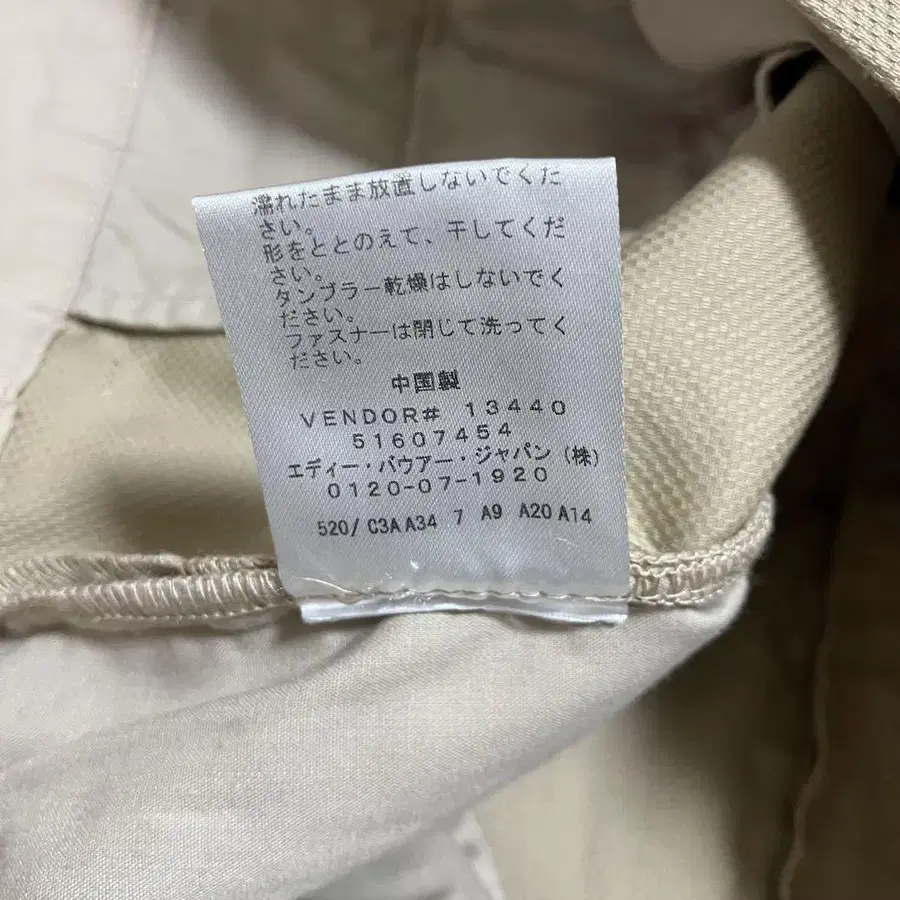 濡れたまま放置しないでくだ
さい。
形をととのえて、干してくだ
さい。
タンブラー乾燥はしないでく
ださい。
ファスナーは閉じて洗ってく
ださい。
中国製
VENDOR# 13440
51607454
エディー・バウアー・ジャパン(株)
0120-07-1920
520/ C3A A34 7 A9 A20 A14